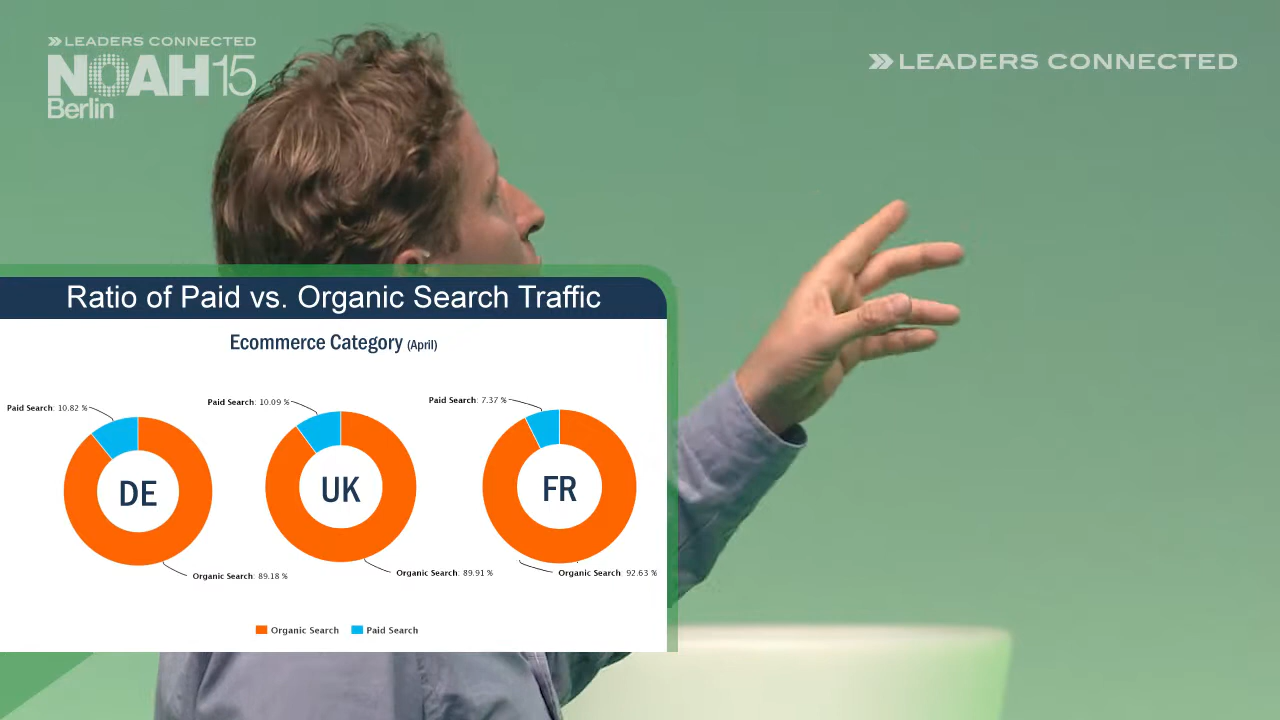 LEADERS CONNECTED
NOAH15
Berlin
LEADERS CONNECTED
Ratio of Paid vs. Organic Search Traffic
Ecommerce Category (April)
Paid Search: 10.82 %
Paid Search: 10.09 %
Paid Search: 7.37 %
DE
UK
FR
Organic Search: 89.18 %
Organic Search: 89.91 %
Organic Search 92.63 %
Organic Search
Paid Search